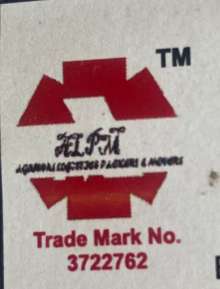 TM
ALPM
AGARWAL LOGISTICS PACKERS & MOVERS
Trade Mark No.
3722762